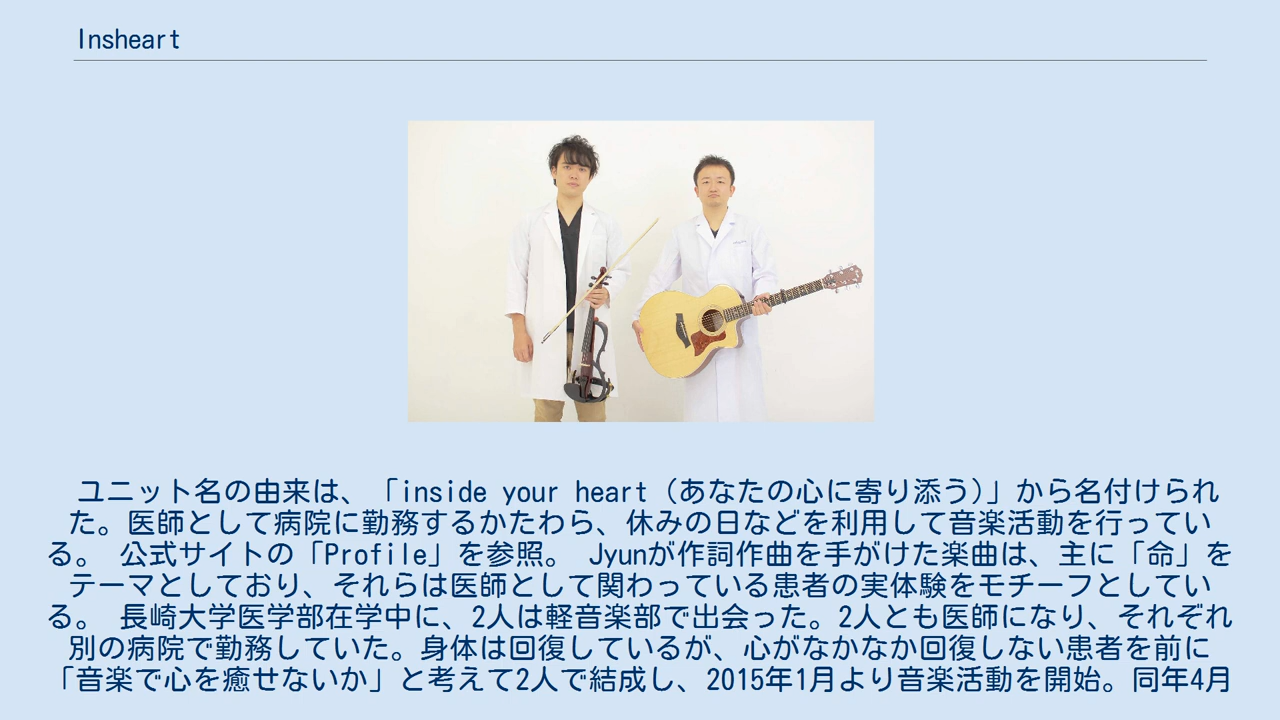 Insheart
ユニット名の由来は、「inside your heart（あなたの心に寄り添う）」から名付けられ
た。医師として病院に勤務するかたわら、休みの日などを利用して音楽活動を行ってい
る。 公式サイトの「Profile」を参照。 Jyunが作詞作曲を手がけた楽曲は、主に「命」を
テーマとしており、それらは医師として関わっている患者の実体験をモチーフとしてい
る。 長崎大学医学部在学中に、2人は軽音楽部で出会った。2人とも医師になり、それぞれ
別の病院で勤務していた。身体は回復しているが、心がなかなか回復しない患者を前に
「音楽で心を癒せないか」と考えて2人で結成し、2015年1月より音楽活動を開始。同年4月